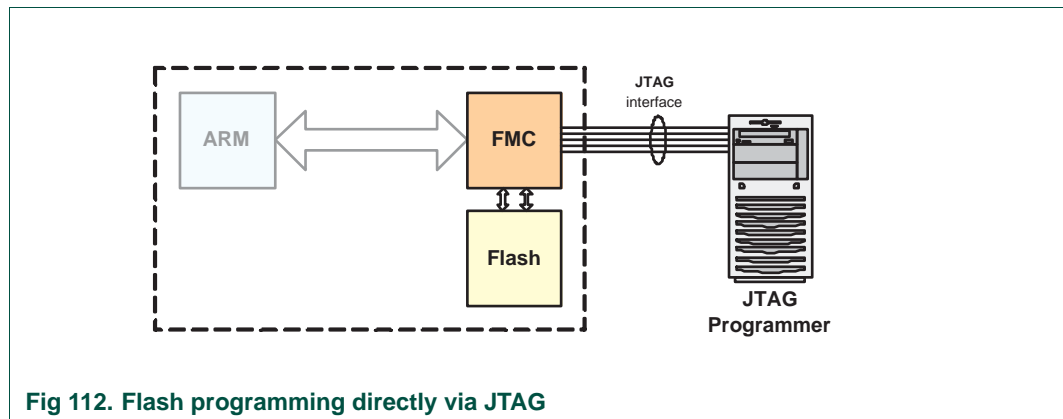 JTAG
interface
ARM
FMC
Flash
JTAG
Programmer
Fig 112. Flash programming directly via JTAG